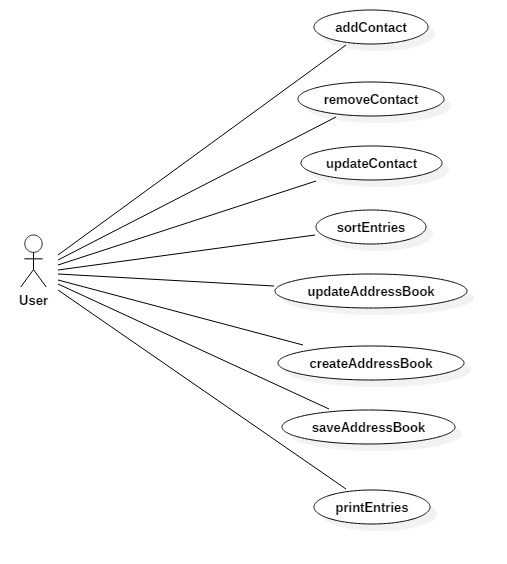 addContact
removeContact
updateContact
sortEntries
User
updateAddressBook
createAddressBook
saveAddressBook
printEntries